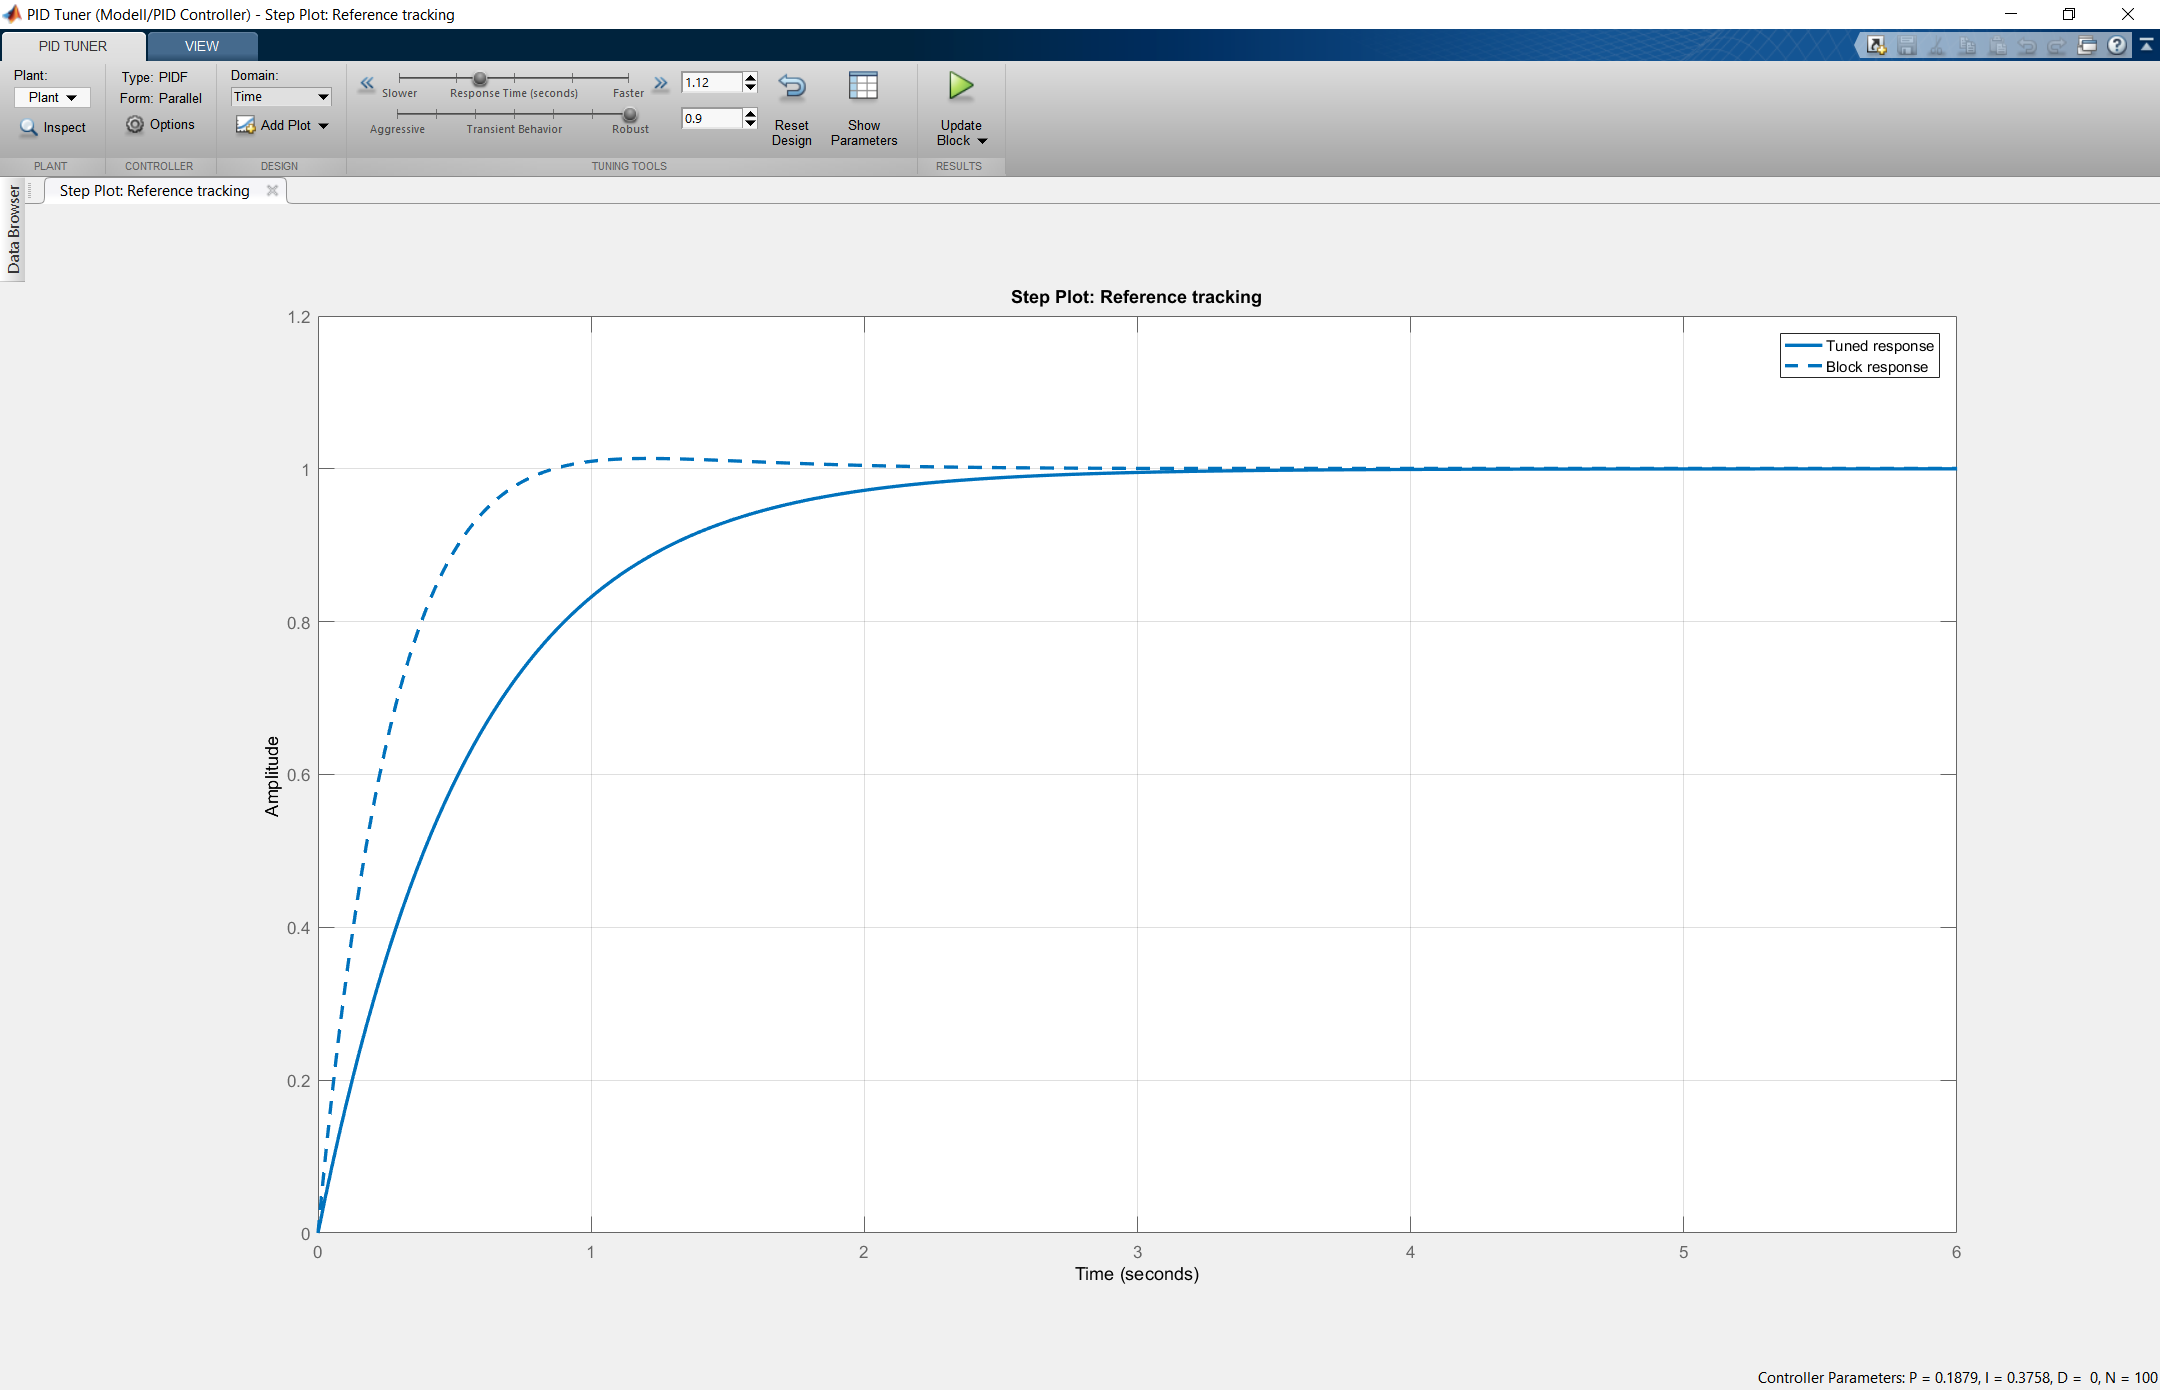 PID Tuner (Modell/PID Controller) - Step Plot: Reference tracking
PID TUNER
VIEW
Plant:
Plant
Inspect
PLANT
Type: PIDF
Form: Parallel
Options
CONTROLLER
Domain:
Time
Add Plot
DESIGN
Slower
Response Time (seconds)
Faster
1.12
Aggressive
Transient Behavior
Robust
0.9
Reset
Design
Show
Parameters
TUNING TOOLS
Update
Block
RESULTS
Data Browser
Step Plot: Reference tracking
Step Plot: Reference tracking
Tuned response
Block response
Amplitude
1.2
1
0.8
0.6
0.4
0.2
0
0 1 2 3 4 5 6
Time (seconds)
Controller Parameters: P = 0.1879, I = 0.3758, D = 0, N = 100